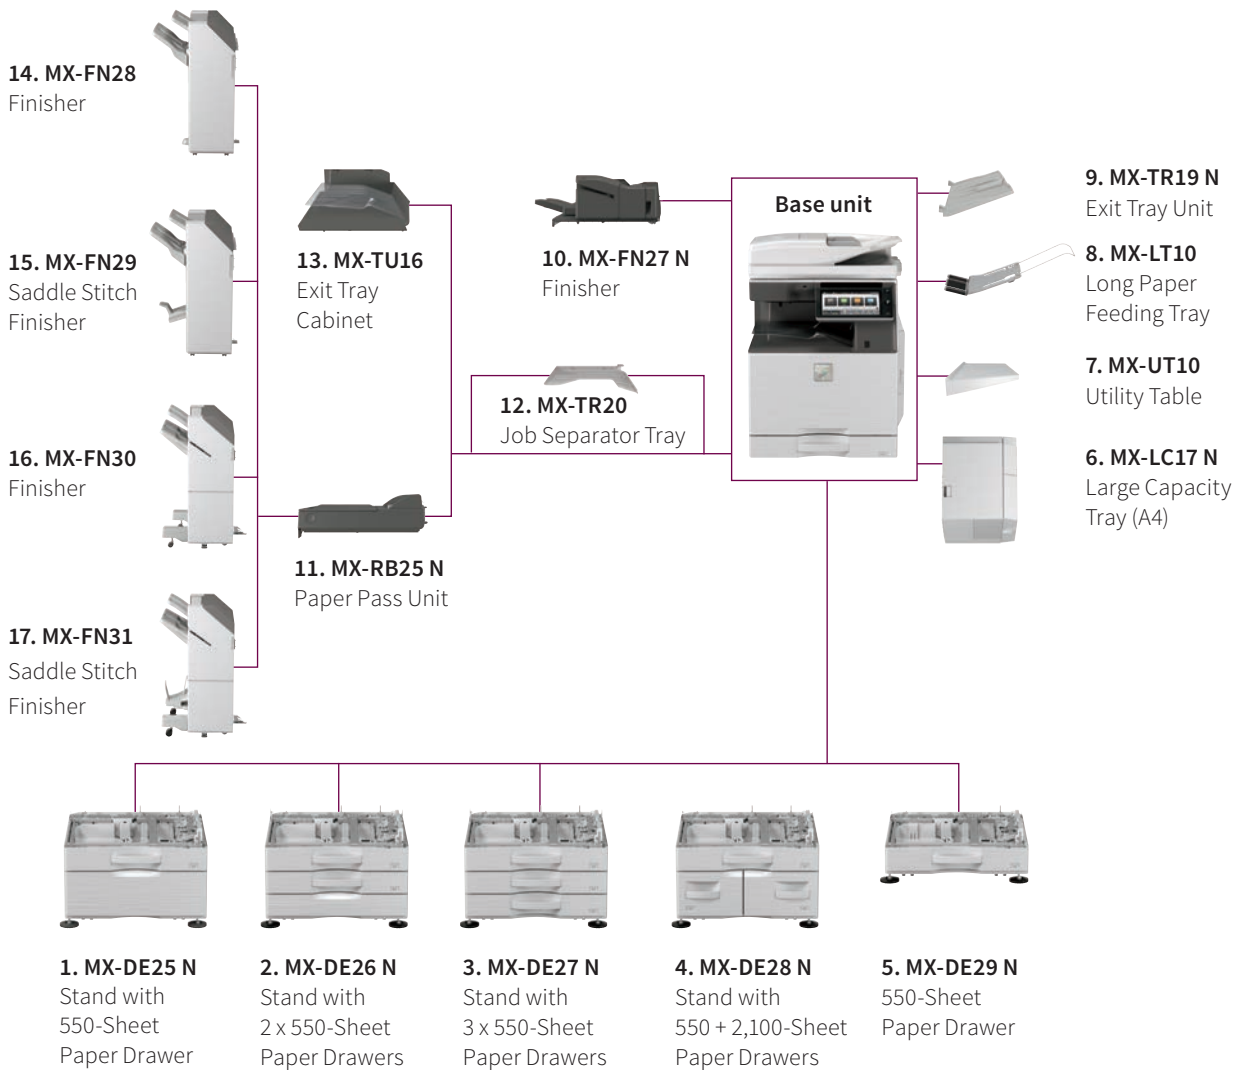 14. MX-FN28
Finisher
15. MX-FN29
Saddle Stitch
Finisher
16. MX-FN30
Finisher
17. MX-FN31
Saddle Stitch
Finisher
13. MX-TU16
Exit Tray
Cabinet
11. MX-RB25 N
Paper Pass Unit
10. MX-FN27 N
Finisher
12. MX-TR20
Job Separator Tray
Base unit
9. MX-TR19 N
Exit Tray Unit
8. MX-LT10
Long Paper
Feeding Tray
7. MX-UT10
Utility Table
6. MX-LC17 N
Large Capacity
Tray (A4)
1. MX-DE25 N
Stand with
550-Sheet
Paper Drawer
2. MX-DE26 N
Stand with
2 x 550-Sheet
Paper Drawers
3. MX-DE27 N
Stand with
3 x 550-Sheet
Paper Drawers
4. MX-DE28 N
Stand with
550 + 2,100-Sheet
Paper Drawers
5. MX-DE29 N
550-Sheet
Paper Drawer